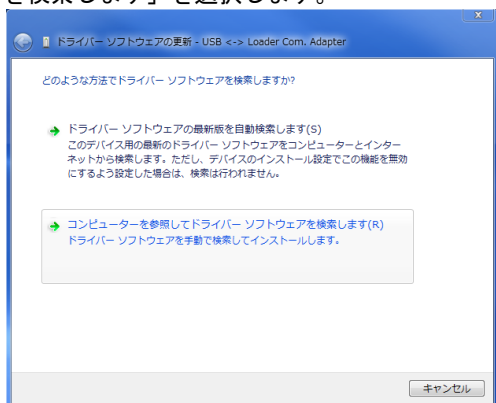 を検索します」を選択します。
ドライバー ソフトウェアの更新 - USB <-> Loader Com. Adapter
どのような方法でドライバー ソフトウェアを検索しますか?
ドライバー ソフトウェアの最新版を自動検索します(S)
このデバイス用の最新のドライバー ソフトウェアをコンピューターとインター
ネットから検索します。ただし、デバイスのインストール設定でこの機能を無効
にするよう設定した場合は、検索は行われません。
コンピューターを参照してドライバー ソフトウェアを検索します(R)
ドライバー ソフトウェアを手動で検索してインストールします。
キャンセル